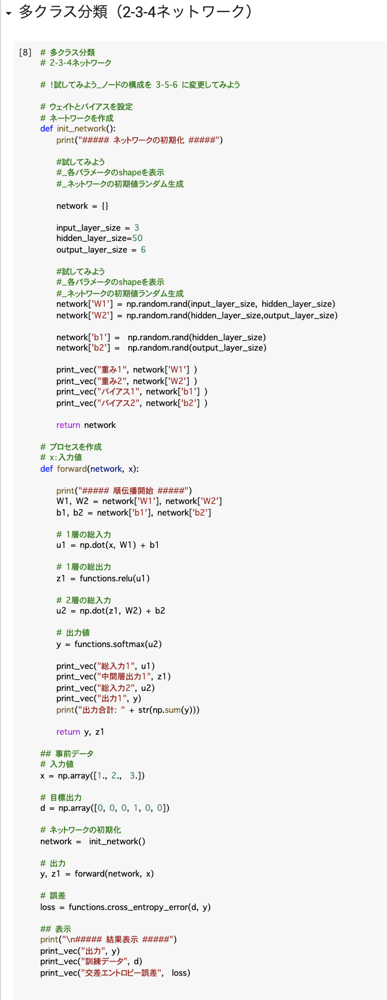 多クラス分類（2-3-4ネットワーク）
[8] # 多クラス分類
# 2-3-4ネットワーク
# !試してみよう_ノードの構成を 3-5-6 に変更してみよう
# ウェイトとバイアスを設定
# ネートワークを作成
def init_network():
print("##### ネットワークの初期化 #####")
#試してみよう
#_各パラメータのshapeを表示
#_ネットワークの初期値ランダム生成
network = {}
input_layer_size = 3
hidden_layer_size=50
output_layer_size = 6
#試してみよう
#_各パラメータのshapeを表示
#_ネットワークの初期値ランダム生成
network['W1'] = np.random.rand(input_layer_size, hidden_layer_size)
network['W2'] = np.random.rand(hidden_layer_size,output_layer_size)
network['b1'] =  np.random.rand(hidden_layer_size)
network['b2'] =  np.random.rand(output_layer_size)
print_vec("重み1", network['W1'] )
print_vec("重み2", network['W2'] )
print_vec("バイアス1", network['b1'] )
print_vec("バイアス2", network['b2'] )
return network
# プロセスを作成
# x：入力値
def forward(network, x):
print("##### 順伝播開始 #####")
W1, W2 = network['W1'], network['W2']
b1, b2 = network['b1'], network['b2']
# 1層の総入力
u1 = np.dot(x, W1) + b1
# 1層の総出力
z1 = functions.relu(u1)
# 2層の総入力
u2 = np.dot(z1, W2) + b2
# 出力値
y = functions.softmax(u2)
print_vec("総入力1", u1)
print_vec("中間層出力1", z1)
print_vec("総入力2", u2)
print_vec("出力1", y)
print("出力合計: " + str(np.sum(y)))
return y, z1
## 事前データ
# 入力値
x = np.array([1., 2.,  3.])
# 目標出力
d = np.array([0, 0, 0, 1, 0, 0])
# ネットワークの初期化
network =  init_network()
# 出力
y, z1 = forward(network, x)
# 誤差
loss = functions.cross_entropy_error(d, y)
## 表示
print("\n##### 結果表示 #####")
print_vec("出力", y)
print_vec("訓練データ", d)
print_vec("交差エントロピー誤差",  loss)